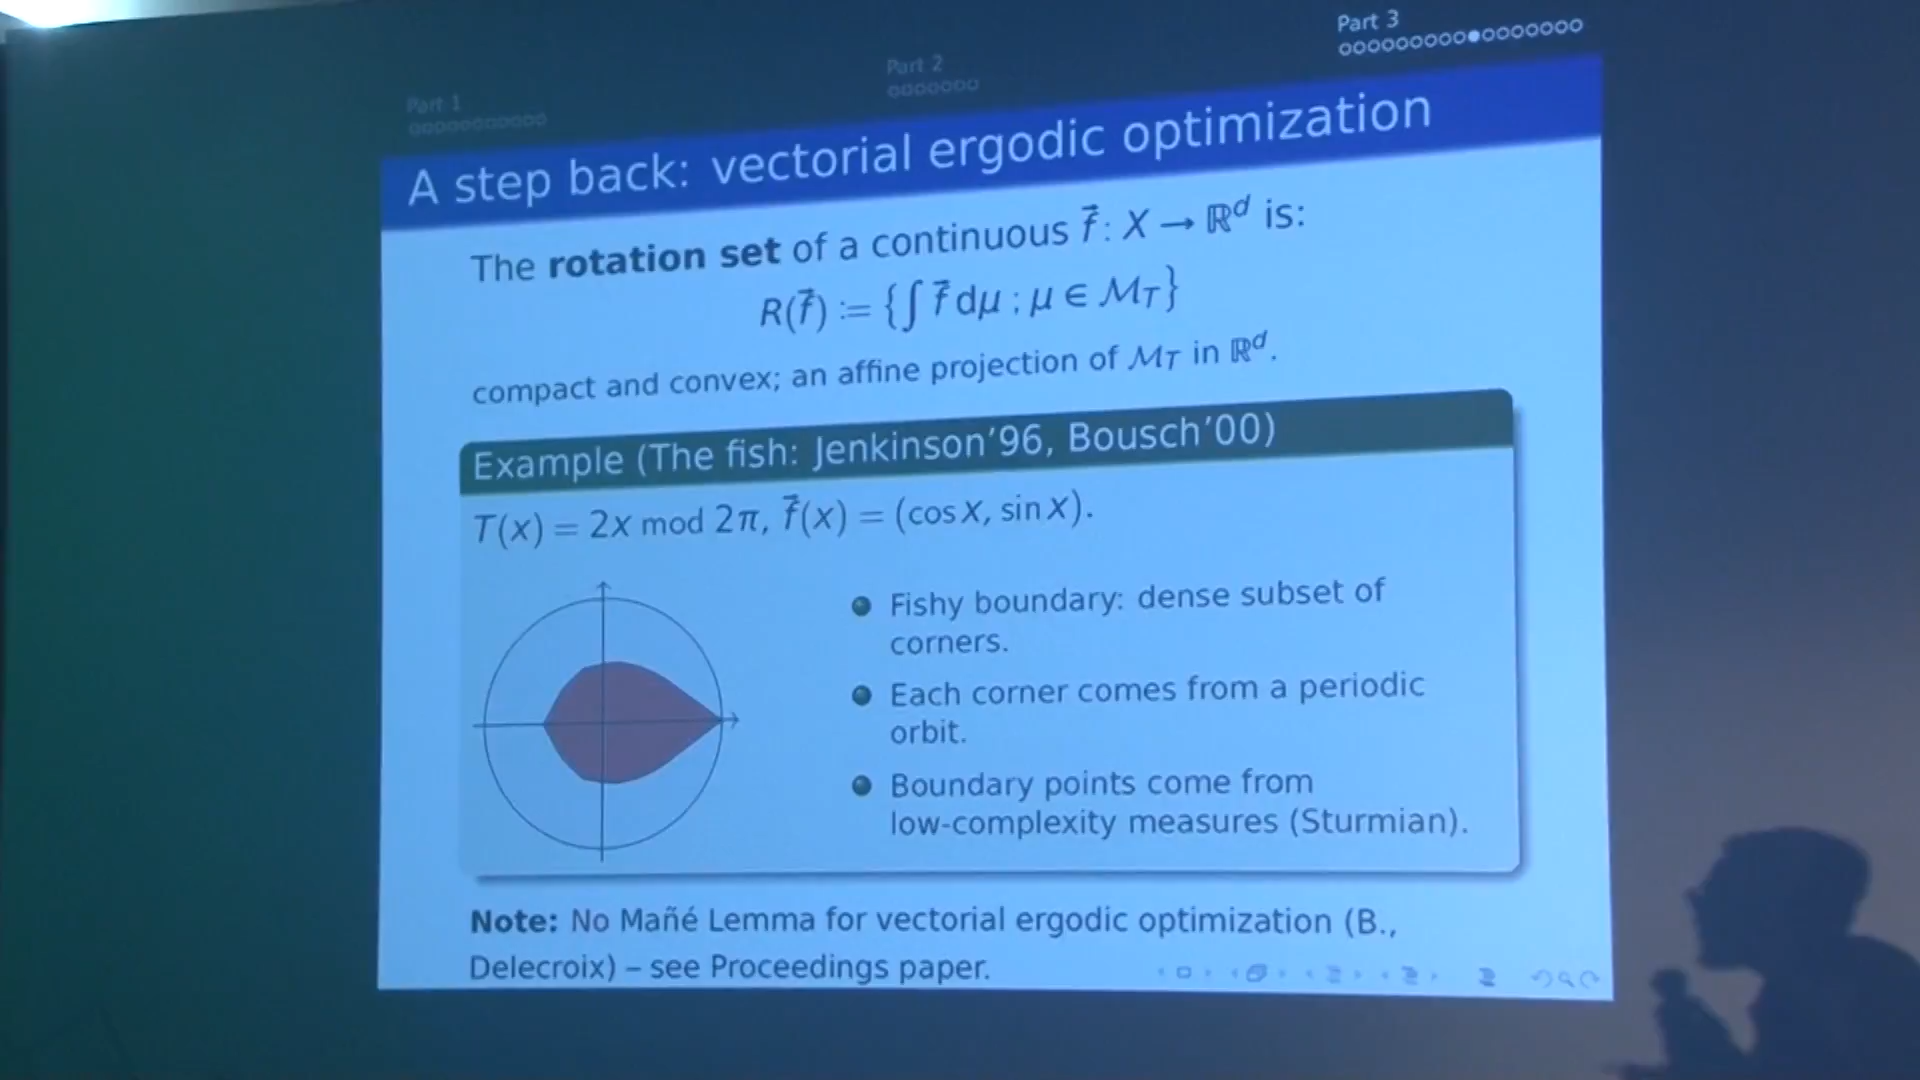 Part 1
Part 2
Part 3
A step back: vectorial ergodic optimization
The rotation set of a continuous f⃗ : X → ℝᵈ is:
R(f⃗) := {∫ f⃗ dμ ; μ ∈ ℳ_T}
compact and convex; an affine projection of ℳ_T in ℝᵈ.
Example (The fish: Jenkinson'96, Bousch'00)
T(x) = 2x mod 2π, f⃗(x) = (cos x, sin x).
Fishy boundary: dense subset of
corners.
Each corner comes from a periodic
orbit.
Boundary points come from
low-complexity measures (Sturmian).
Note: No Mañé Lemma for vectorial ergodic optimization (B.,
Delecroix) – see Proceedings paper.